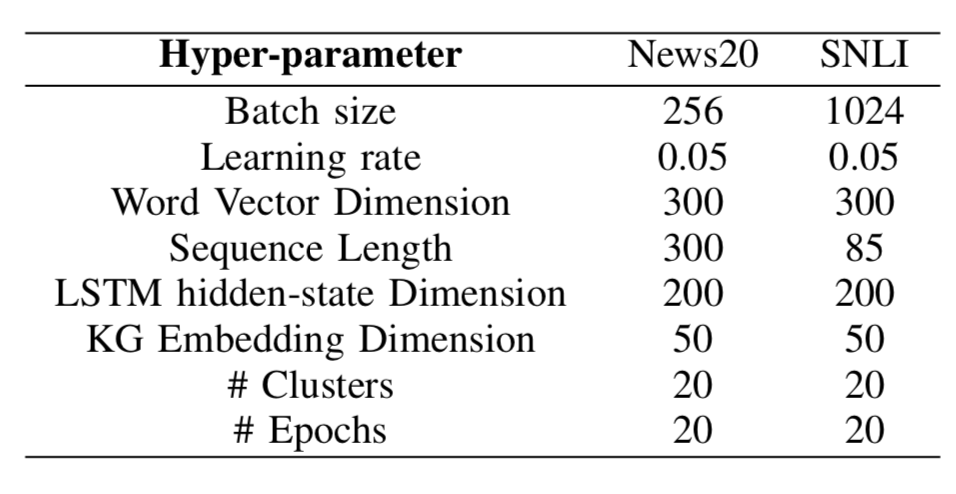 Hyper-parameter News20 SNLI
Batch size 256 1024
Learning rate 0.05 0.05
Word Vector Dimension 300 300
Sequence Length 300 85
LSTM hidden-state Dimension 200 200
KG Embedding Dimension 50 50
# Clusters 20 20
# Epochs 20 20